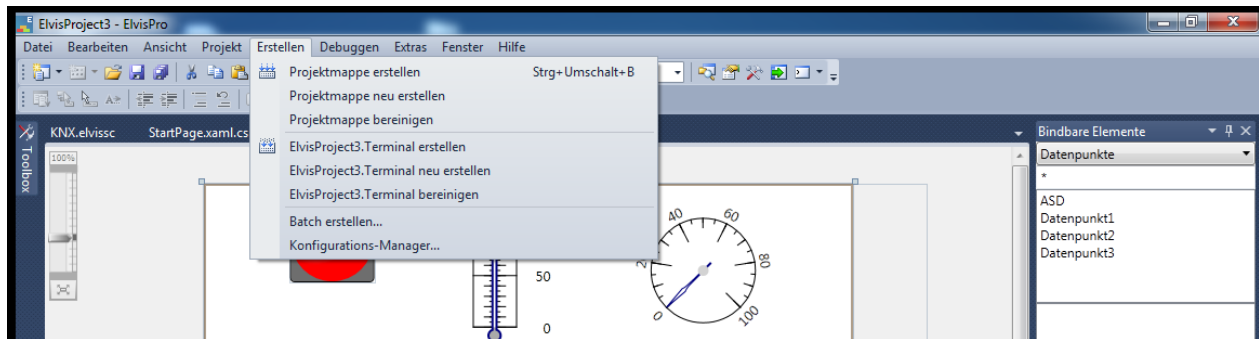 ElvisProject3 - ElvisPro
Datei Bearbeiten Ansicht Projekt Erstellen Debuggen Extras Fenster Hilfe
Projektmappe erstellen Strg+Umschalt+B
Projektmappe neu erstellen
Projektmappe bereinigen
ElvisProject3.Terminal erstellen
ElvisProject3.Terminal neu erstellen
ElvisProject3.Terminal bereinigen
Batch erstellen...
Konfigurations-Manager...
KNX.elvissc StartPage.xaml.cs
Toolbox
100%
50
0
0
20
40
60
80
100
Bindbare Elemente
Datenpunkte
*
ASD
Datenpunkt1
Datenpunkt2
Datenpunkt3